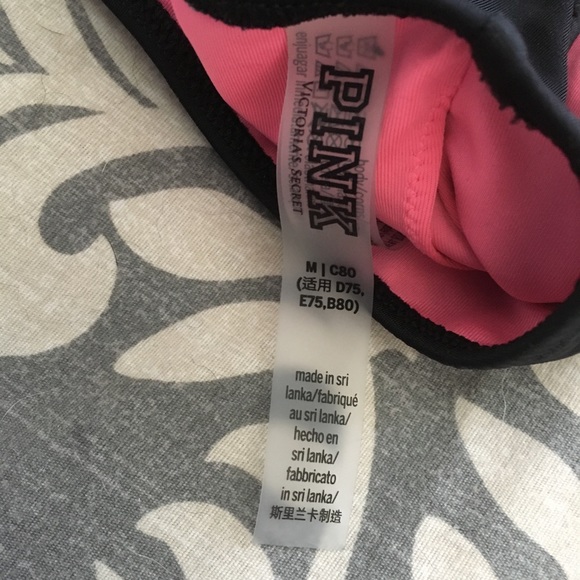 PINK
VICTORIA'S SECRET
M | C80
(适用 D75,
E75,B80)
made in sri
lanka/fabriqué
au sri lanka/
hecho en
sri lanka/
fabbricato
in sri lanka/
斯里兰卡制造